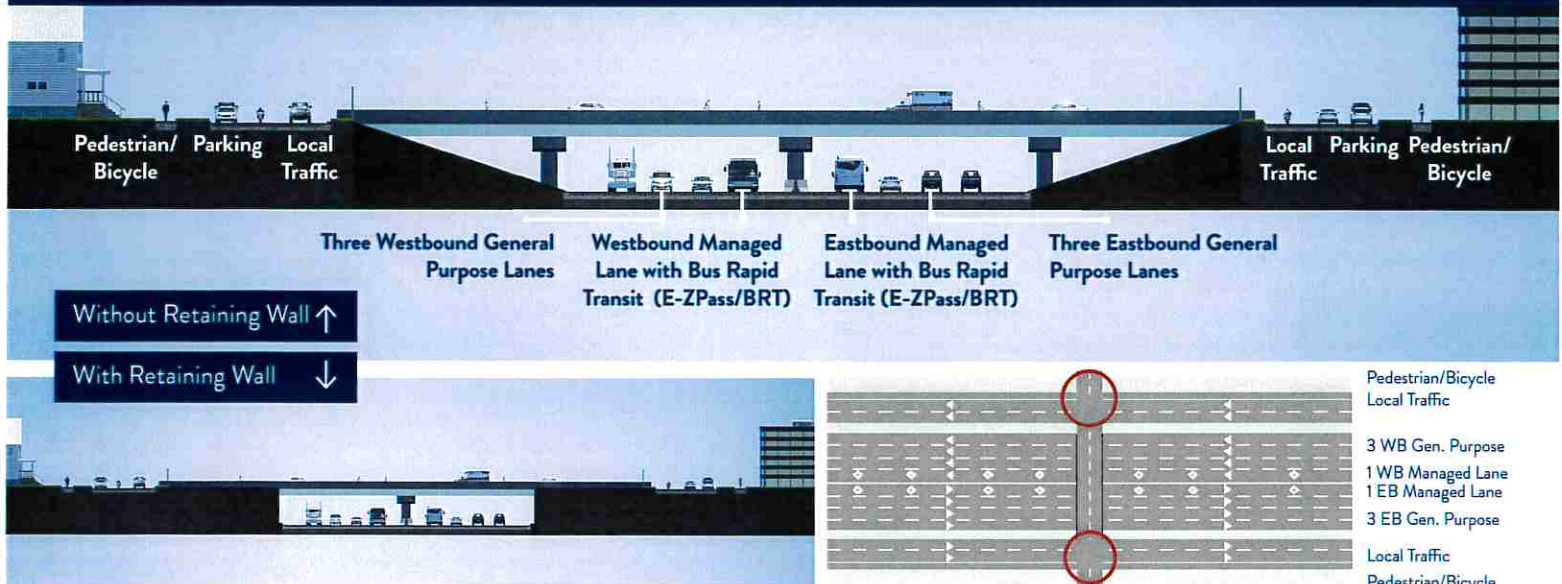 Pedestrian/
Bicycle
Parking
Local
Traffic
Local
Traffic
Parking
Pedestrian/
Bicycle
Three Westbound General
Purpose Lanes
Westbound Managed
Lane with Bus Rapid
Transit (E-ZPass/BRT)
Eastbound Managed
Lane with Bus Rapid
Transit (E-ZPass/BRT)
Three Eastbound General
Purpose Lanes
Without Retaining Wall ↑
With Retaining Wall ↓
Pedestrian/Bicycle
Local Traffic
3 WB Gen. Purpose
1 WB Managed Lane
1 EB Managed Lane
3 EB Gen. Purpose
Local Traffic
Pedestrian/Bicycle